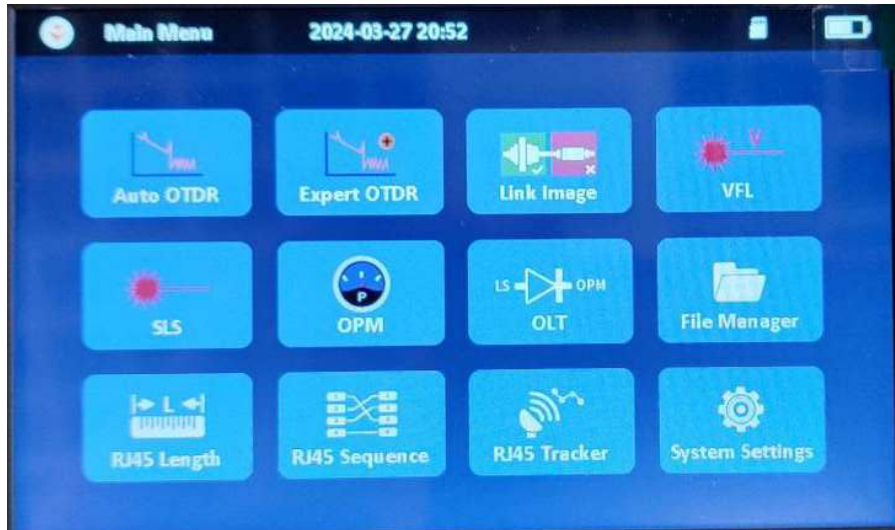 Main Menu 2024-03-27 20:52
Auto OTDR
Expert OTDR
Link Image
V
VFL
SLS
P
OPM
LS OPM
OLT
File Manager
L
RJ45 Length
RJ45 Sequence
RJ45 Tracker
System Settings